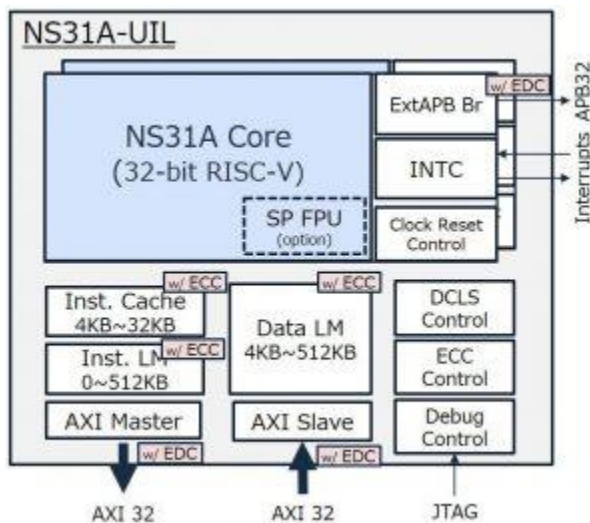 NS31A-UIL
w/ EDC
ExtAPB Br
APB32
NS31A Core
(32-bit RISC-V)
INTC
Interrupts
SP FPU
(option)
Clock Reset
Control
w/ ECC
w/ ECC
Inst. Cache
4KB~32KB
Data LM
4KB~512KB
DCLS
Control
w/ ECC
Inst. LM
0~512KB
ECC
Control
AXI Master
AXI Slave
Debug
Control
w/ EDC
w/ EDC
AXI 32
AXI 32
JTAG